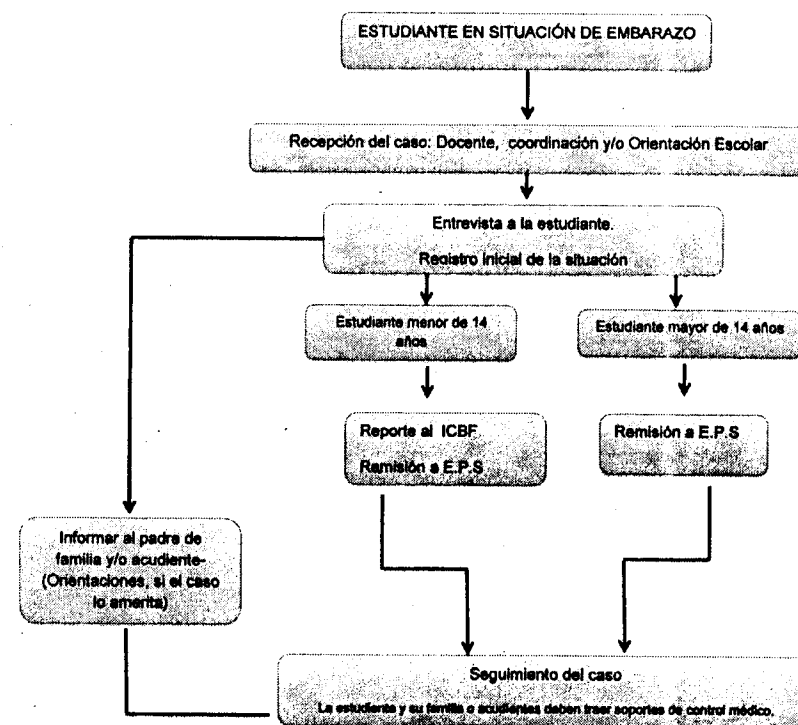 ESTUDIANTE EN SITUACIÓN DE EMBARAZO
Recepción del caso: Docente, coordinación y/o Orientación Escolar
Entrevista a la estudiante.
Registro inicial de la situación
Estudiante menor de 14
años
Estudiante mayor de 14 años
Reporte al ICBF
Remisión a E.P.S
Remisión a E.P.S
Informar al padre de
familia y/o acudiente-
(Orientaciones, si el caso
lo amerita)
Seguimiento del caso
La estudiante y su familia o acudientes deben traer soportes de control médico.